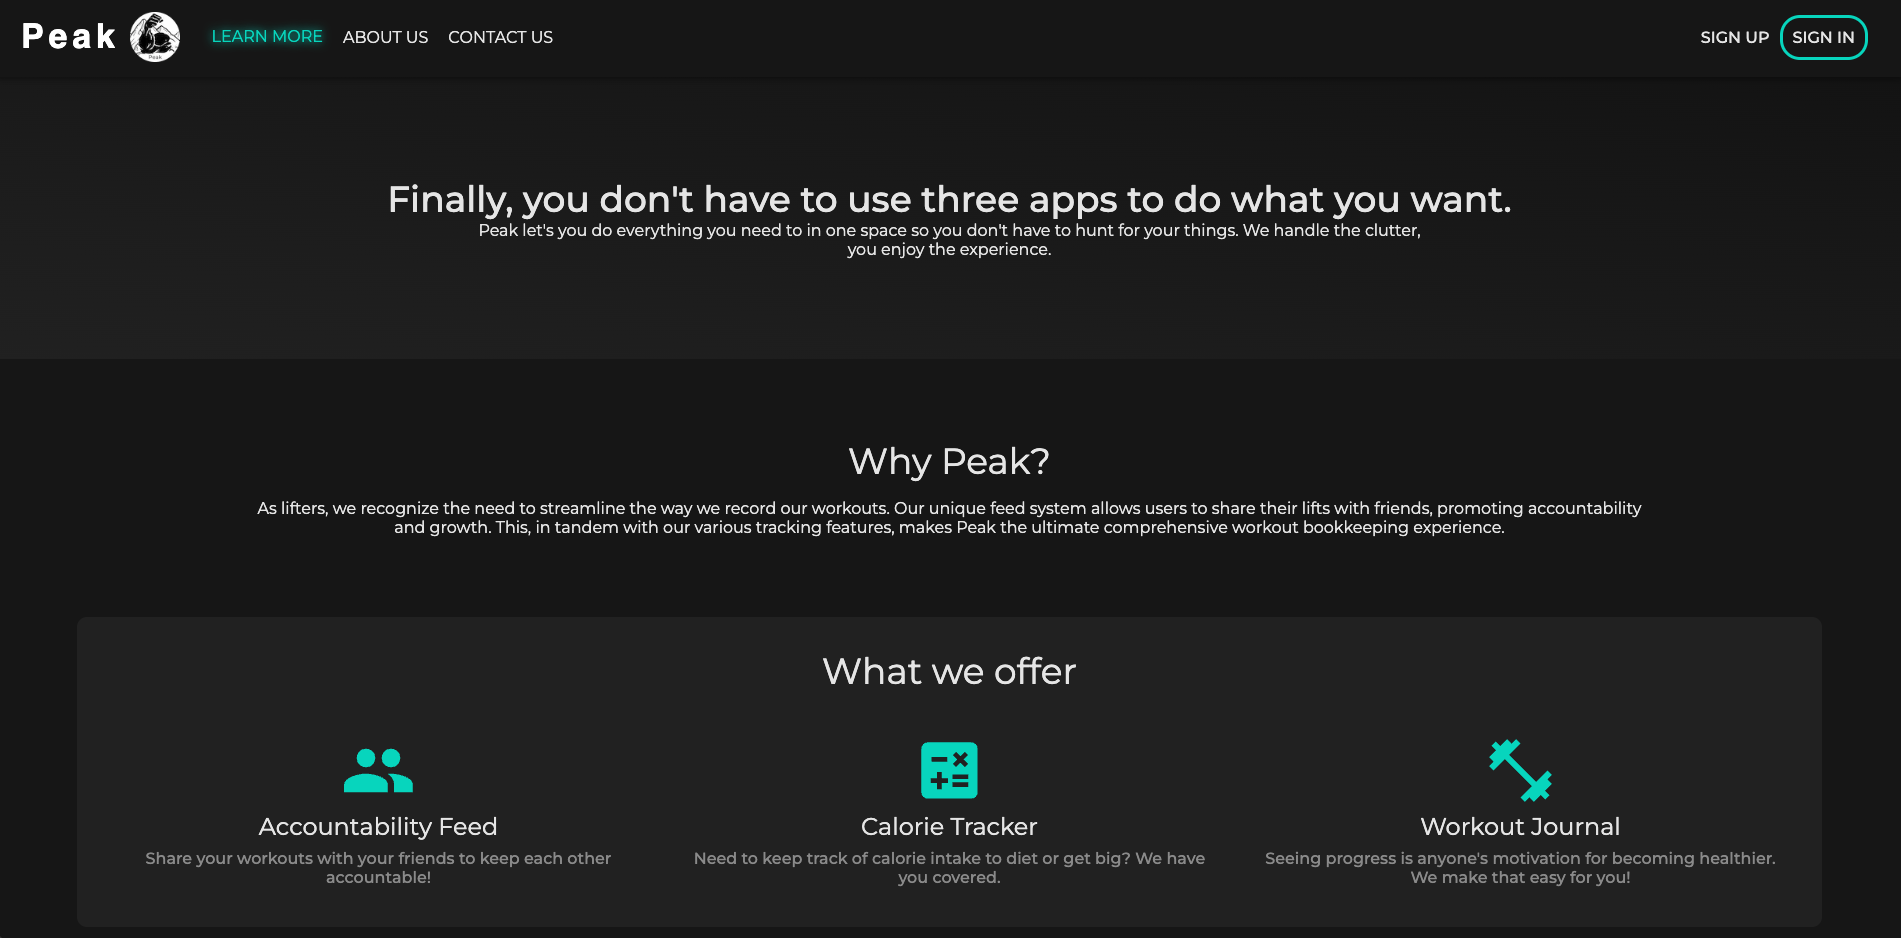 Peak
Peak
LEARN MORE
ABOUT US
CONTACT US
SIGN UP
SIGN IN
Finally, you don't have to use three apps to do what you want.
Peak let's you do everything you need to in one space so you don't have to hunt for your things. We handle the clutter,
you enjoy the experience.
Why Peak?
As lifters, we recognize the need to streamline the way we record our workouts. Our unique feed system allows users to share their lifts with friends, promoting accountability
and growth. This, in tandem with our various tracking features, makes Peak the ultimate comprehensive workout bookkeeping experience.
What we offer
Accountability Feed
Share your workouts with your friends to keep each other
accountable!
Calorie Tracker
Need to keep track of calorie intake to diet or get big? We have
you covered.
Workout Journal
Seeing progress is anyone's motivation for becoming healthier.
We make that easy for you!